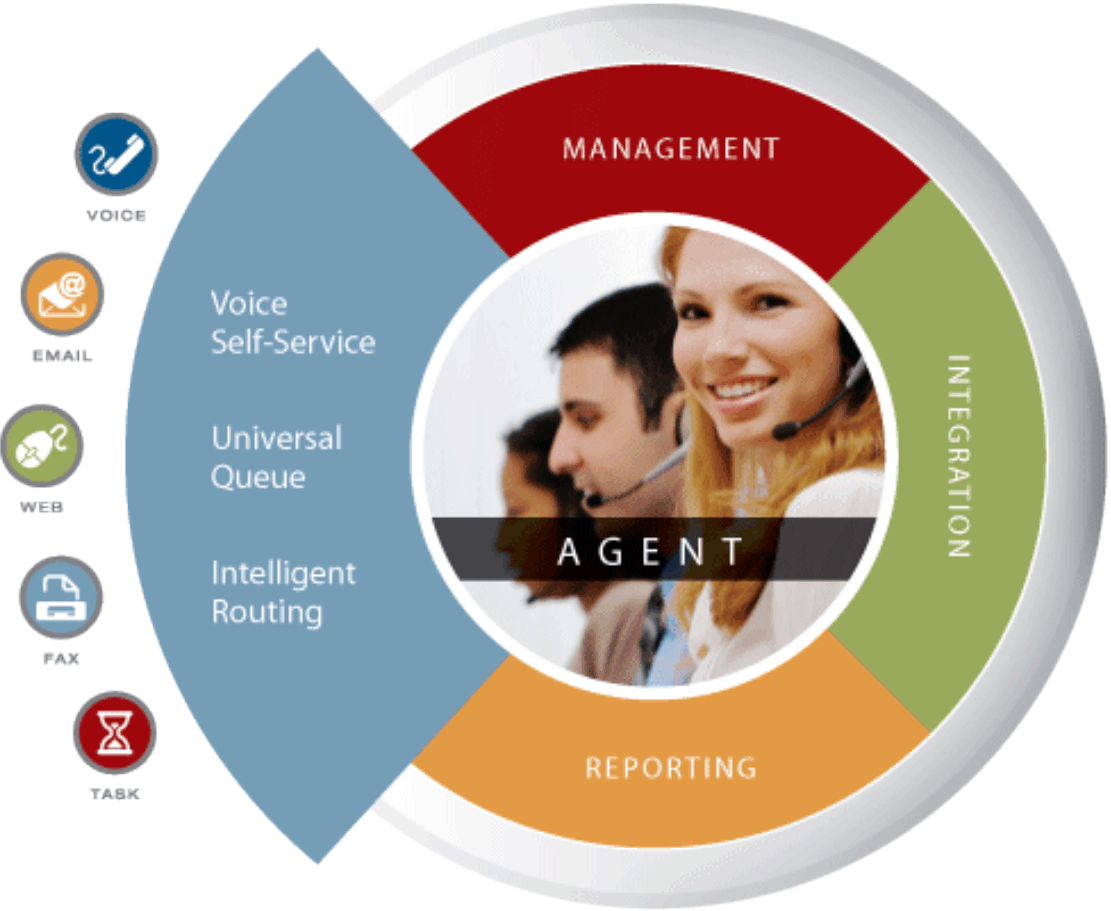 VOICE
EMAIL
WEB
FAX
TASK
Voice
Self-Service
Universal
Queue
Intelligent
Routing
MANAGEMENT
INTEGRATION
REPORTING
AGENT